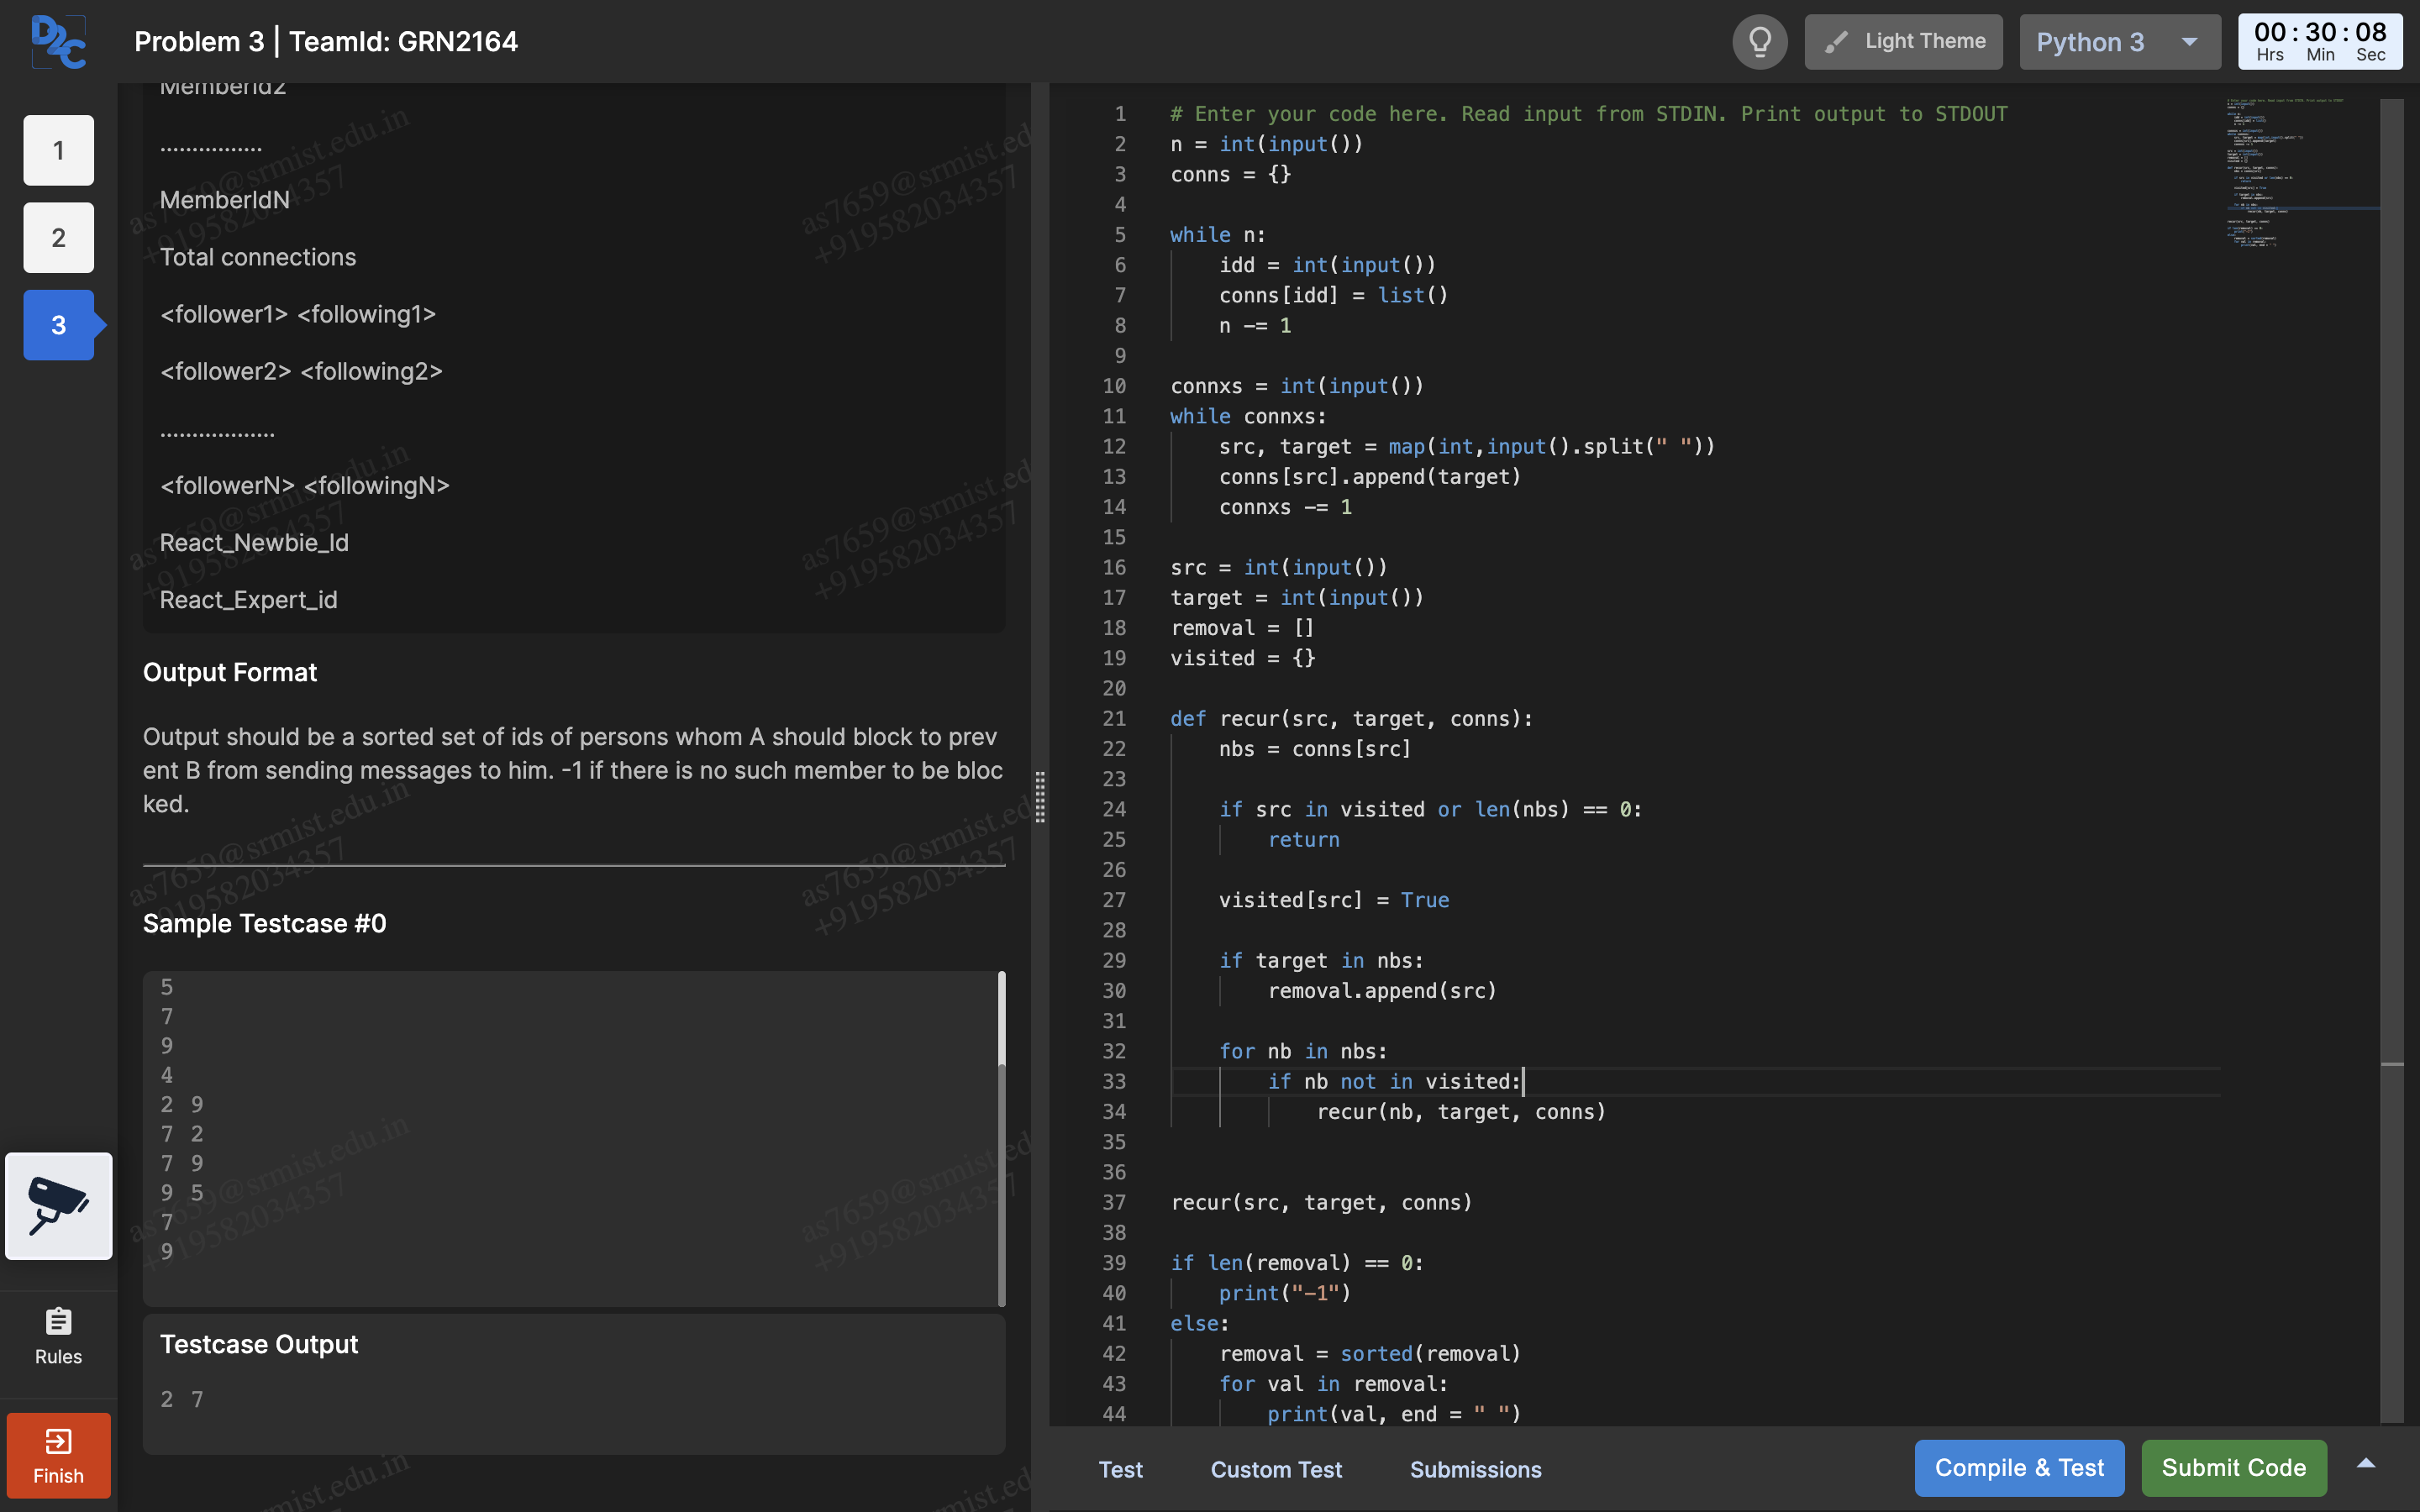 D2C
Problem 3 | TeamId: GRN2164
Light Theme
Python 3
00 : 30 : 08
Hrs Min Sec
1
2
3
Rules
Finish
MemberId2
................
MemberIdN
Total connections
<follower1> <following1>
<follower2> <following2>
..................
<followerN> <followingN>
React_Newbie_Id
React_Expert_id
Output Format
Output should be a sorted set of ids of persons whom A should block to prev
ent B from sending messages to him. -1 if there is no such member to be bloc
ked.
Sample Testcase #0
5
7
9
4
2 9
7 2
7 9
9 5
7
9
Testcase Output
2 7
as7659@srmist.edu.in
+919582034357
1 # Enter your code here. Read input from STDIN. Print output to STDOUT
2 n = int(input())
3 conns = {}
4
5 while n:
6     idd = int(input())
7     conns[idd] = list()
8     n -= 1
9
10 connxs = int(input())
11 while connxs:
12     src, target = map(int,input().split(" "))
13     conns[src].append(target)
14     connxs -= 1
15
16 src = int(input())
17 target = int(input())
18 removal = []
19 visited = {}
20
21 def recur(src, target, conns):
22     nbs = conns[src]
23
24     if src in visited or len(nbs) == 0:
25         return
26
27     visited[src] = True
28
29     if target in nbs:
30         removal.append(src)
31
32     for nb in nbs:
33         if nb not in visited:
34             recur(nb, target, conns)
35
36
37 recur(src, target, conns)
38
39 if len(removal) == 0:
40     print("-1")
41 else:
42     removal = sorted(removal)
43     for val in removal:
44         print(val, end = " ")
Test
Custom Test
Submissions
Compile & Test
Submit Code